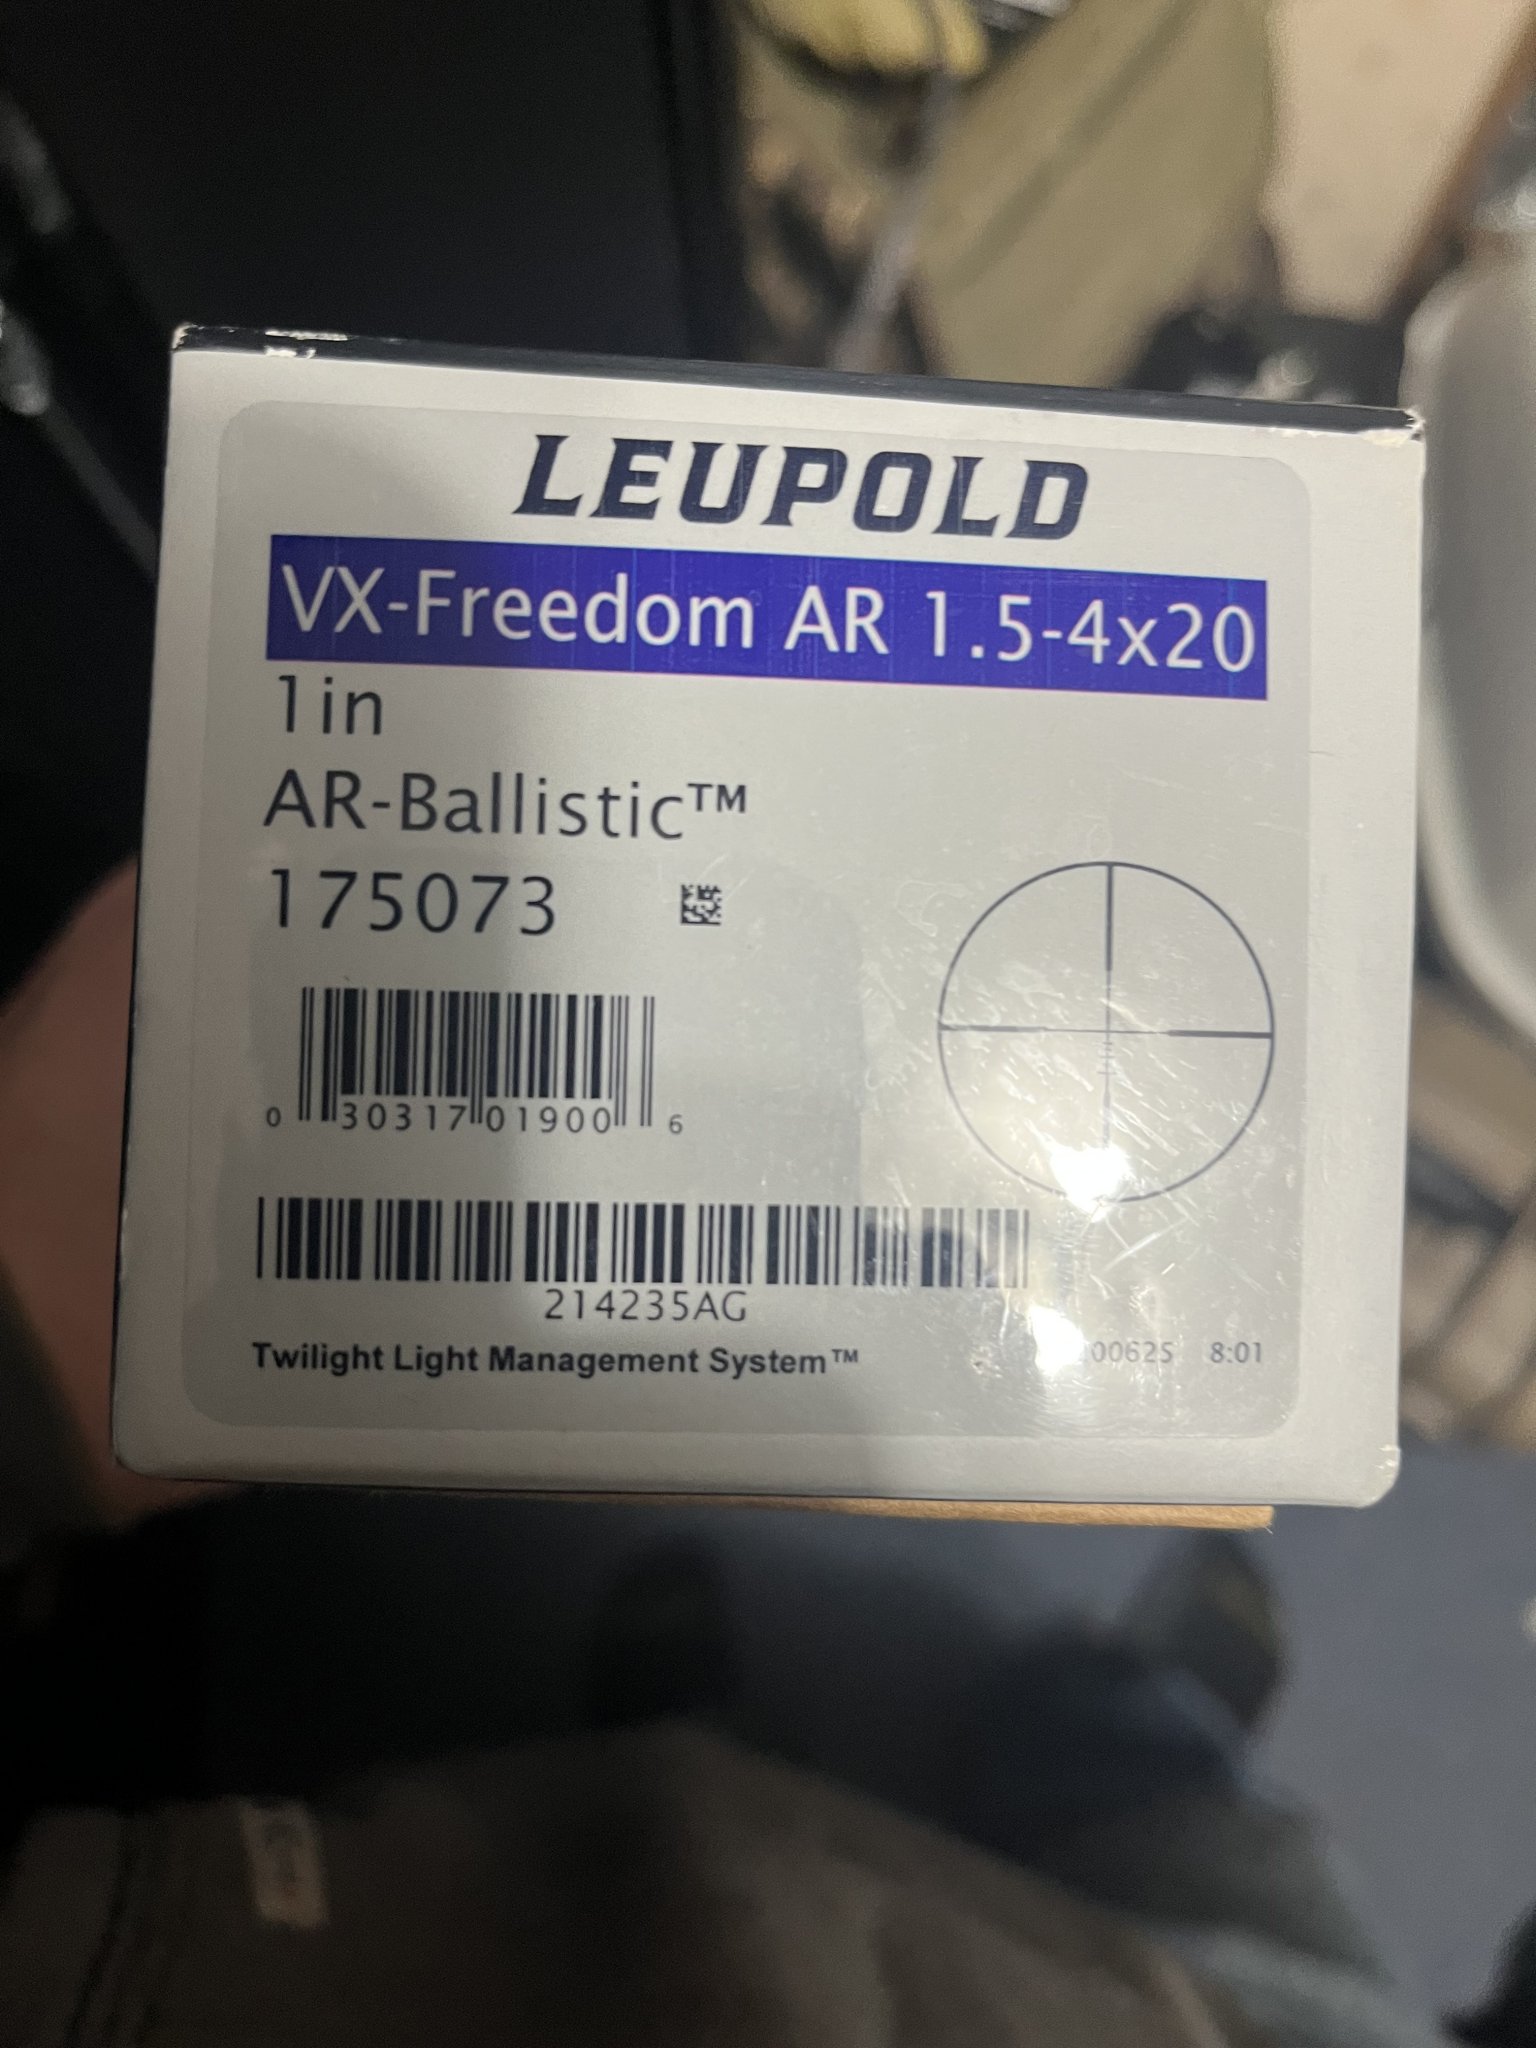 LEUPOLD
VX-Freedom AR 1.5-4x20
1in
AR-Ballistic™
175073
0 30317 01900 6
214235AG
Twilight Light Management System™
8:01